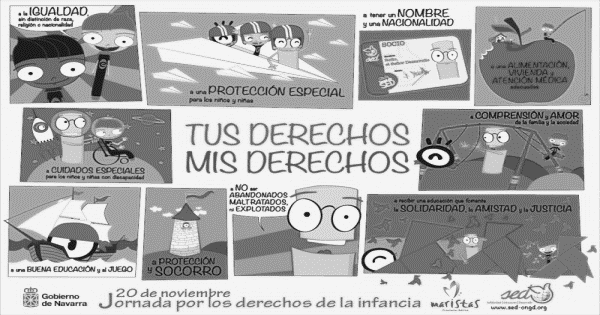 a la IGUALDAD,
sin distinción de raza,
religión o nacionalidad
a una PROTECCIÓN ESPECIAL
para los niños y niñas
a tener un NOMBRE
y una NACIONALIDAD
SOCIO
a una ALIMENTACIÓN,
VIVIENDA y
ATENCIÓN MÉDICA
adecuadas
a CUIDADOS ESPECIALES
para los niños y niñas con discapacidad
TUS DERECHOS
MIS DERECHOS
a COMPRENSIÓN y AMOR
de la familia y la sociedad
a una BUENA EDUCACIÓN y al JUEGO
a PROTECCIÓN
y SOCORRO
a NO ser
ABANDONADOS
MALTRATADOS,
ni EXPLOTADOS
a recibir una educación que fomente
la SOLIDARIDAD, la AMISTAD y la JUSTICIA
Gobierno
de Navarra
20 de noviembre
Jornada por los derechos de la infancia
maristas
sed
www.sed-ongd.org